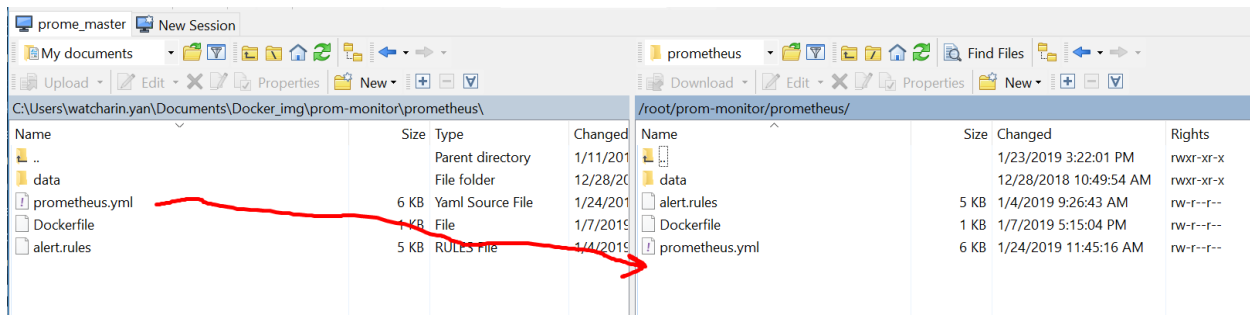 prome_master New Session
My documents
prometheus Find Files
Upload Edit Properties New
Download Edit Properties New
C:\Users\watcharin.yan\Documents\Docker_img\prom-monitor\prometheus\
/root/prom-monitor/prometheus/
Name Size Type Changed
Name Size Changed Rights
.. Parent directory 1/11/201
.. 1/23/2019 3:22:01 PM rwxr-xr-x
data File folder 12/28/20
data 12/28/2018 10:49:54 AM rwxr-xr-x
prometheus.yml 6 KB Yaml Source File 1/24/201
alert.rules 5 KB 1/4/2019 9:26:43 AM rw-r--r--
Dockerfile 1 KB File 1/7/2019
Dockerfile 1 KB 1/7/2019 5:15:04 PM rw-r--r--
alert.rules 5 KB RULES File 1/4/2019
prometheus.yml 6 KB 1/24/2019 11:45:16 AM rw-r--r--